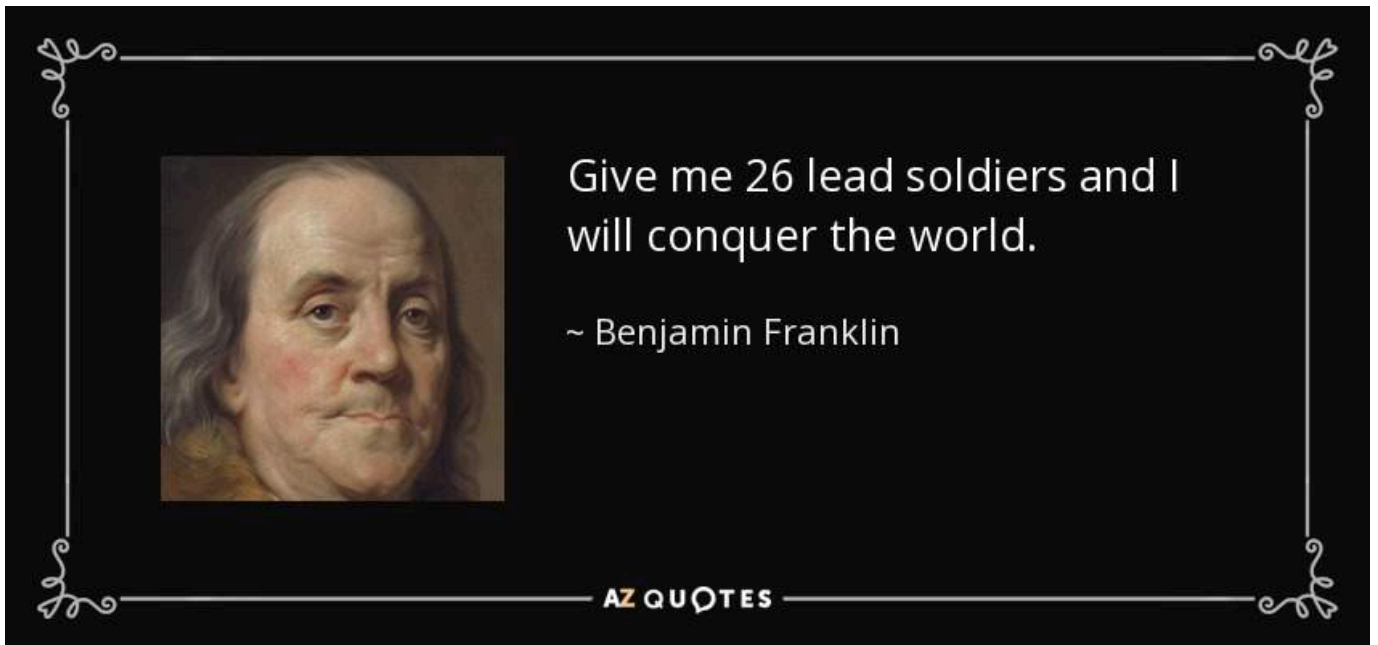 Give me 26 lead soldiers and I
will conquer the world.
~ Benjamin Franklin
AZ QUOTES